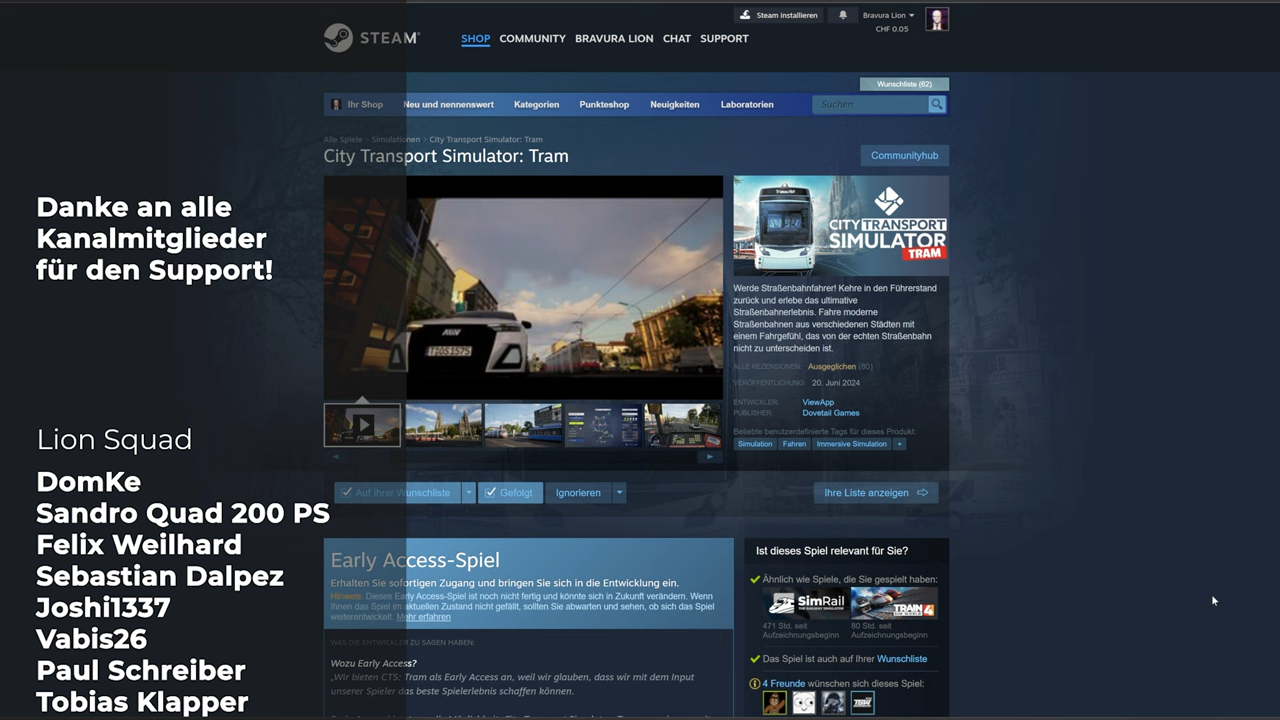 Steam installieren
Bravura Lion
CHF 0.05
STEAM
SHOP COMMUNITY BRAVURA LION CHAT SUPPORT
Wunschliste (62)
Ihr Shop Neu und nennenswert Kategorien Punkteshop Neuigkeiten Laboratorien Suchen
Alle Spiele > Simulationen > City Transport Simulator: Tram
City Transport Simulator: Tram
Communityhub
CITY TRANSPORT
SIMULATOR
TRAM
Werde Straßenbahnfahrer! Kehre in den Führerstand
zurück und erlebe das ultimative
Straßenbahnerlebnis. Fahre moderne
Straßenbahnen aus verschiedenen Städten mit
einem Fahrgefühl, das von der echten Straßenbahn
nicht zu unterscheiden ist.
ALLE REZENSIONEN: Ausgeglichen (80)
VERÖFFENTLICHUNG: 20. Juni 2024
ENTWICKLER: ViewApp
PUBLISHER: Dovetail Games
Beliebte benutzerdefinierte Tags für dieses Produkt:
Simulation Fahren Immersive Simulation +
Danke an alle
Kanalmitglieder
für den Support!
Lion Squad
DomKe
Sandro Quad 200 PS
Felix Weilhard
Sebastian Dalpez
Joshi1337
Vabis26
Paul Schreiber
Tobias Klapper
Auf Ihrer Wunschliste Gefolgt Ignorieren Ihre Liste anzeigen
Early Access-Spiel
Erhalten Sie sofortigen Zugang und bringen Sie sich in die Entwicklung ein.
Hinweis: Dieses Early Access-Spiel ist noch nicht fertig und könnte sich in Zukunft verändern. Wenn
Ihnen das Spiel im aktuellen Zustand nicht gefällt, sollten Sie abwarten und sehen, ob sich das Spiel
weiterentwickelt. Mehr erfahren
WAS DIE ENTWICKLER ZU SAGEN HABEN:
Wozu Early Access?
„Wir bieten CTS: Tram als Early Access an, weil wir glauben, dass wir mit dem Input
unserer Spieler das beste Spielerlebnis schaffen können.
Ist dieses Spiel relevant für Sie?
Ähnlich wie Spiele, die Sie gespielt haben:
SimRail
TRAIN
4
471 Std. seit
Aufzeichnungsbeginn
80 Std. seit
Aufzeichnungsbeginn
Das Spiel ist auch auf Ihrer Wunschliste
4 Freunde wünschen sich dieses Spiel: